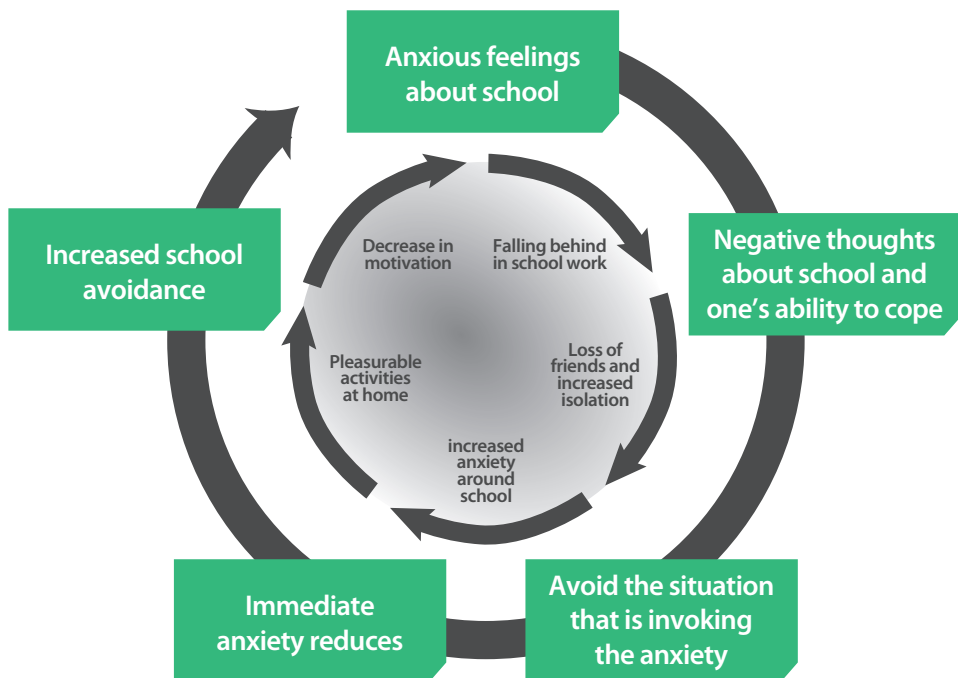 Anxious feelings
about school
Negative thoughts
about school and
one’s ability to cope
Avoid the situation
that is invoking
the anxiety
Immediate
anxiety reduces
Increased school
avoidance
Falling behind
in school work
Loss of
friends and
increased
isolation
increased
anxiety
around
school
Pleasurable
activities
at home
Decrease in
motivation